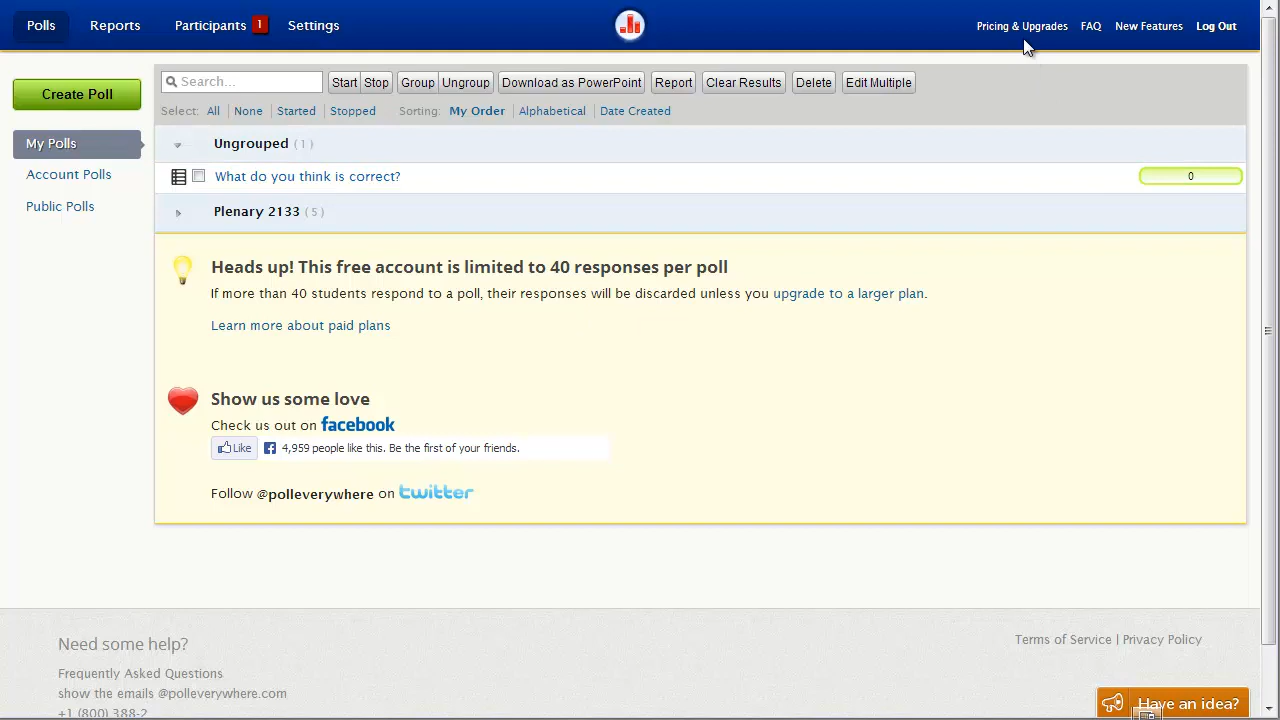 Polls Reports Participants 1 Settings Pricing & Upgrades FAQ New Features Log Out
Create Poll
My Polls
Account Polls
Public Polls
Search... Start Stop Group Ungroup Download as PowerPoint Report Clear Results Delete Edit Multiple
Select: All None Started Stopped Sorting: My Order Alphabetical Date Created
Ungrouped (1)
What do you think is correct? 0
Plenary 2133 (5)
Heads up! This free account is limited to 40 responses per poll
If more than 40 students respond to a poll, their responses will be discarded unless you upgrade to a larger plan.
Learn more about paid plans
Show us some love
Check us out on facebook
Like 4,959 people like this. Be the first of your friends.
Follow @polleverywhere on twitter
Need some help?
Frequently Asked Questions
show the emails @polleverywhere.com
+1 (800) 388-2
Terms of Service | Privacy Policy
Have an idea?